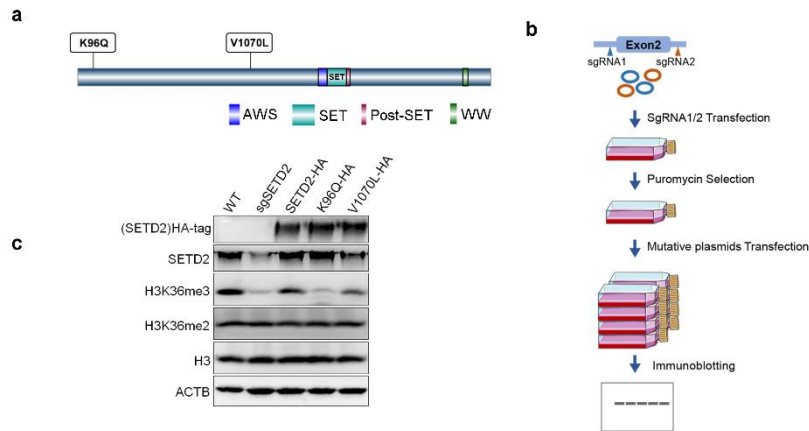 a
K96Q
V1070L
SET
AWS
SET
Post-SET
WW
b
Exon2
sgRNA1
sgRNA2
SgRNA1/2 Transfection
Puromycin Selection
Mutative plasmids Transfection
Immunoblotting
c
WT
sgSETD2
SETD2-HA
K96Q-HA
V1070L-HA
(SETD2)HA-tag
SETD2
H3K36me3
H3K36me2
H3
ACTB